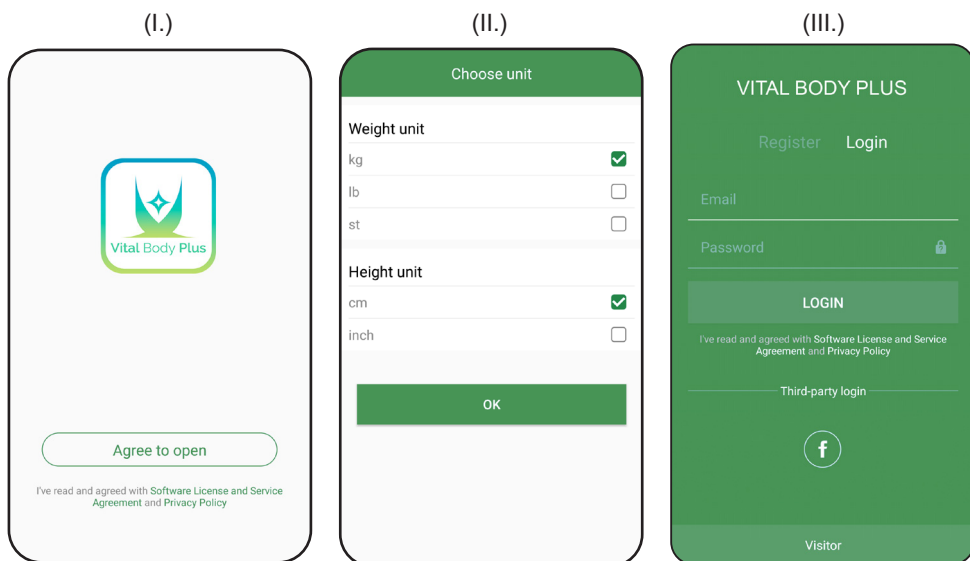 (I.)
Vital Body Plus
Agree to open
I've read and agreed with Software License and Service
Agreement and Privacy Policy
(II.)
Choose unit
Weight unit
kg
lb
st
Height unit
cm
inch
OK
(III.)
VITAL BODY PLUS
Register Login
Email
Password
LOGIN
I've read and agreed with Software License and Service
Agreement and Privacy Policy
Third-party login
f
Visitor